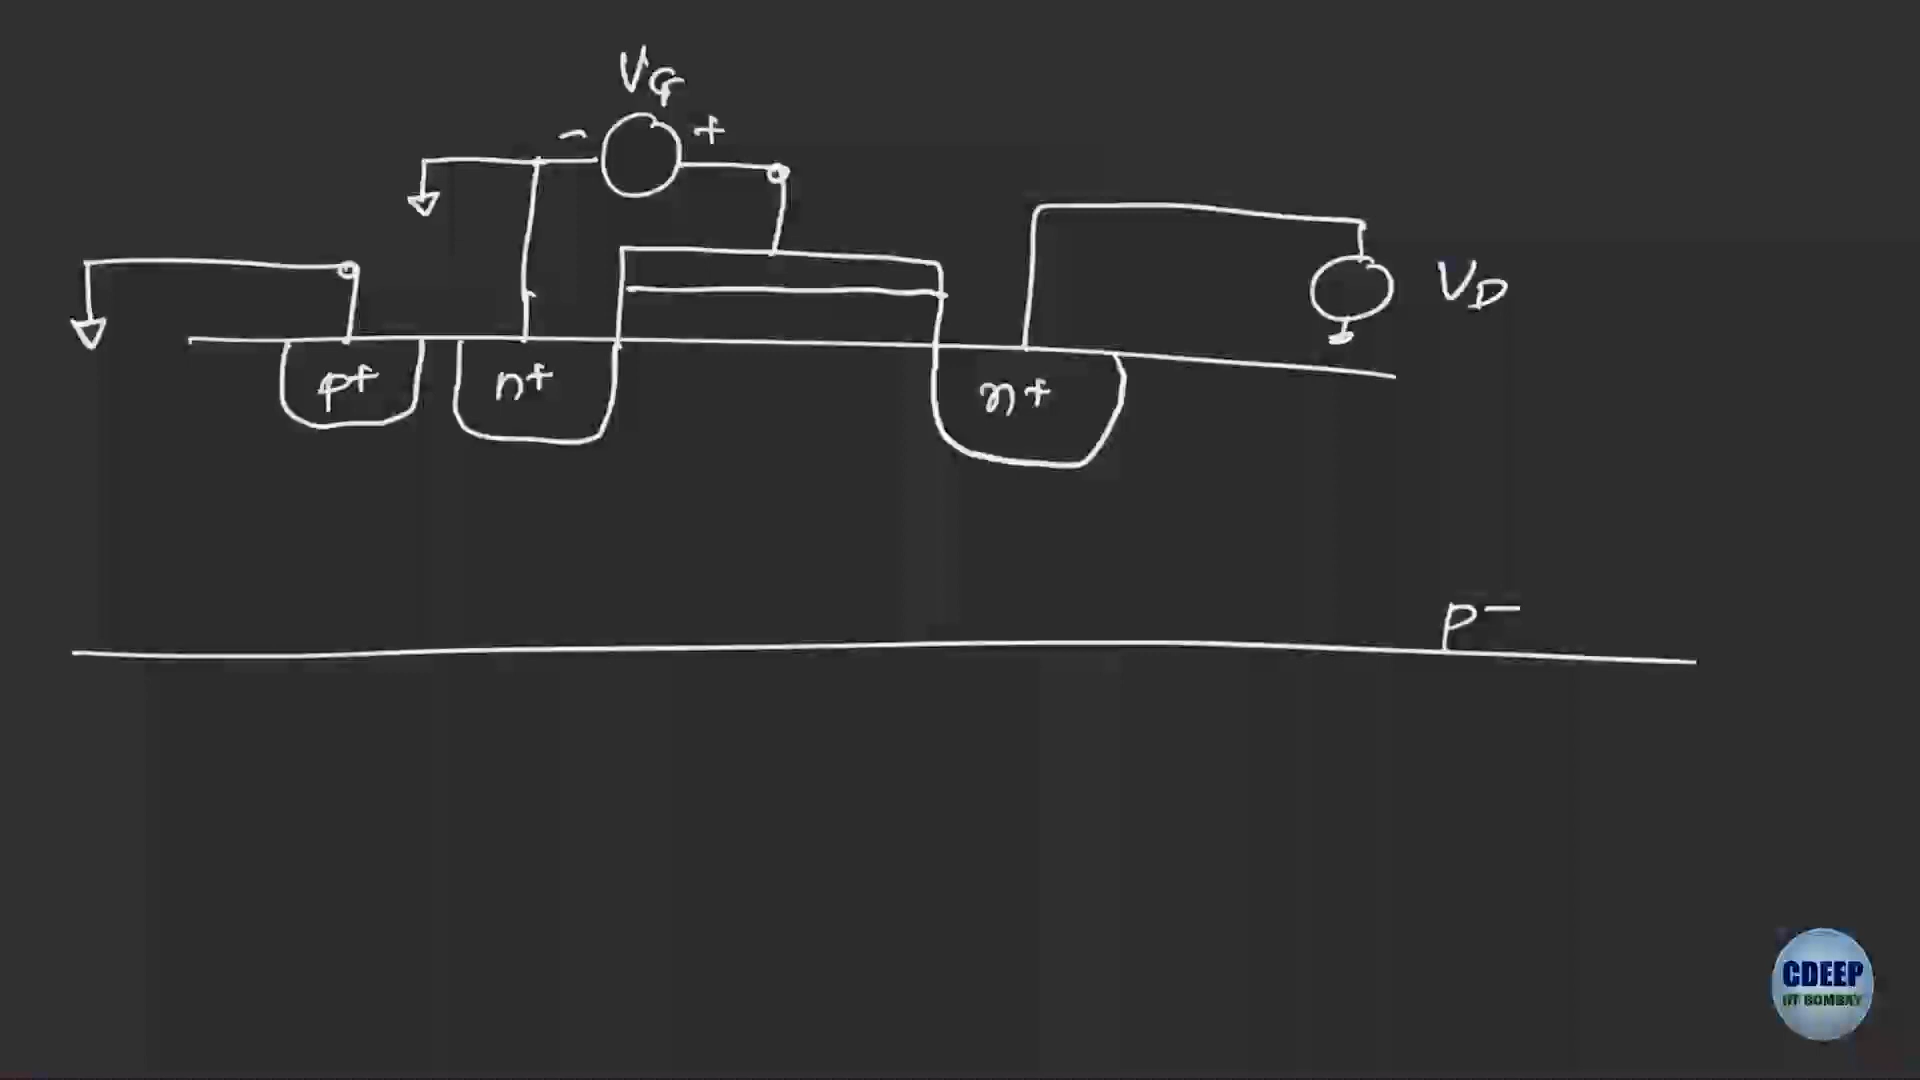 VG
- +
VD
p+ n+ n+
p-
CDEEP
IIT BOMBAY